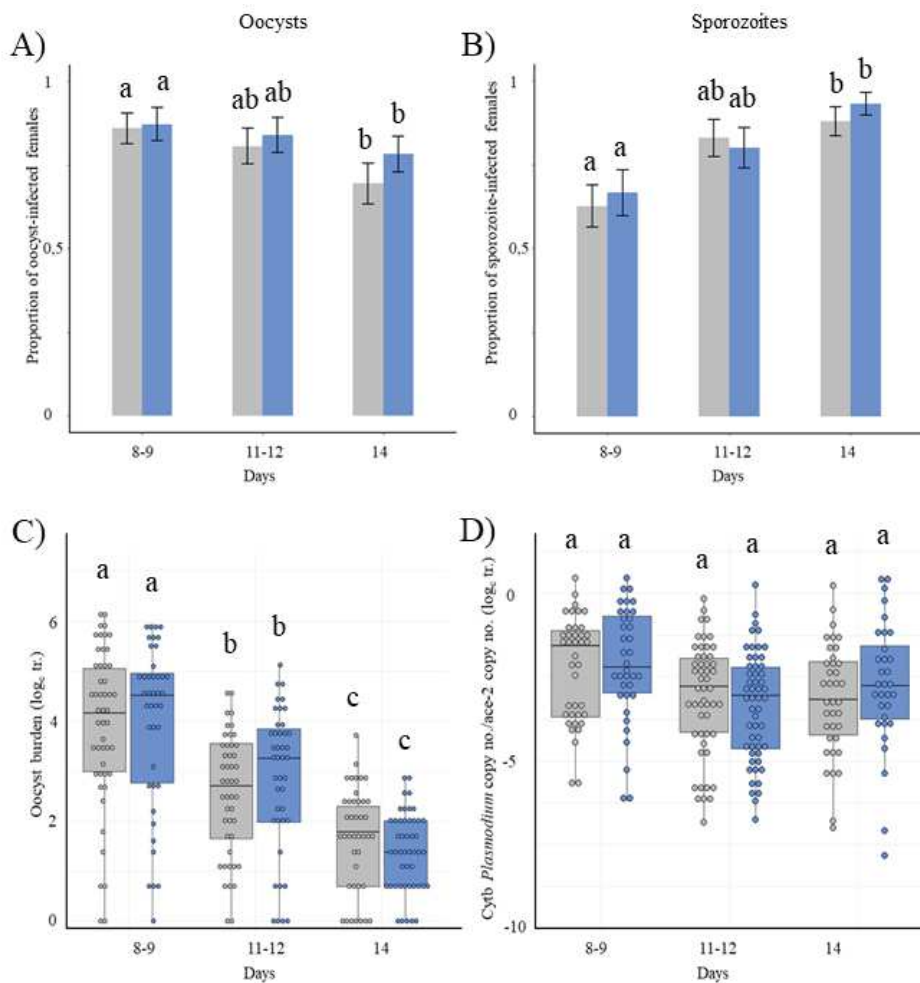 Oocysts
Sporozoites
A)
B)
Proportion of oocyst-infected females
1
0,5
0
a a
ab ab
b b
8-9 11-12 14
Days
Proportion of sporozoite-infected females
1
0,5
0
a a
ab ab
b b
8-9 11-12 14
Days
C)
D)
Oocyst burden (logₑ tr.)
6
4
2
0
a a
b b
c c
8-9 11-12 14
Days
Cytb Plasmodium copy no./ace-2 copy no. (logₑ tr.)
0
-5
-10
a a
a a
a a
8-9 11-12 14
Days